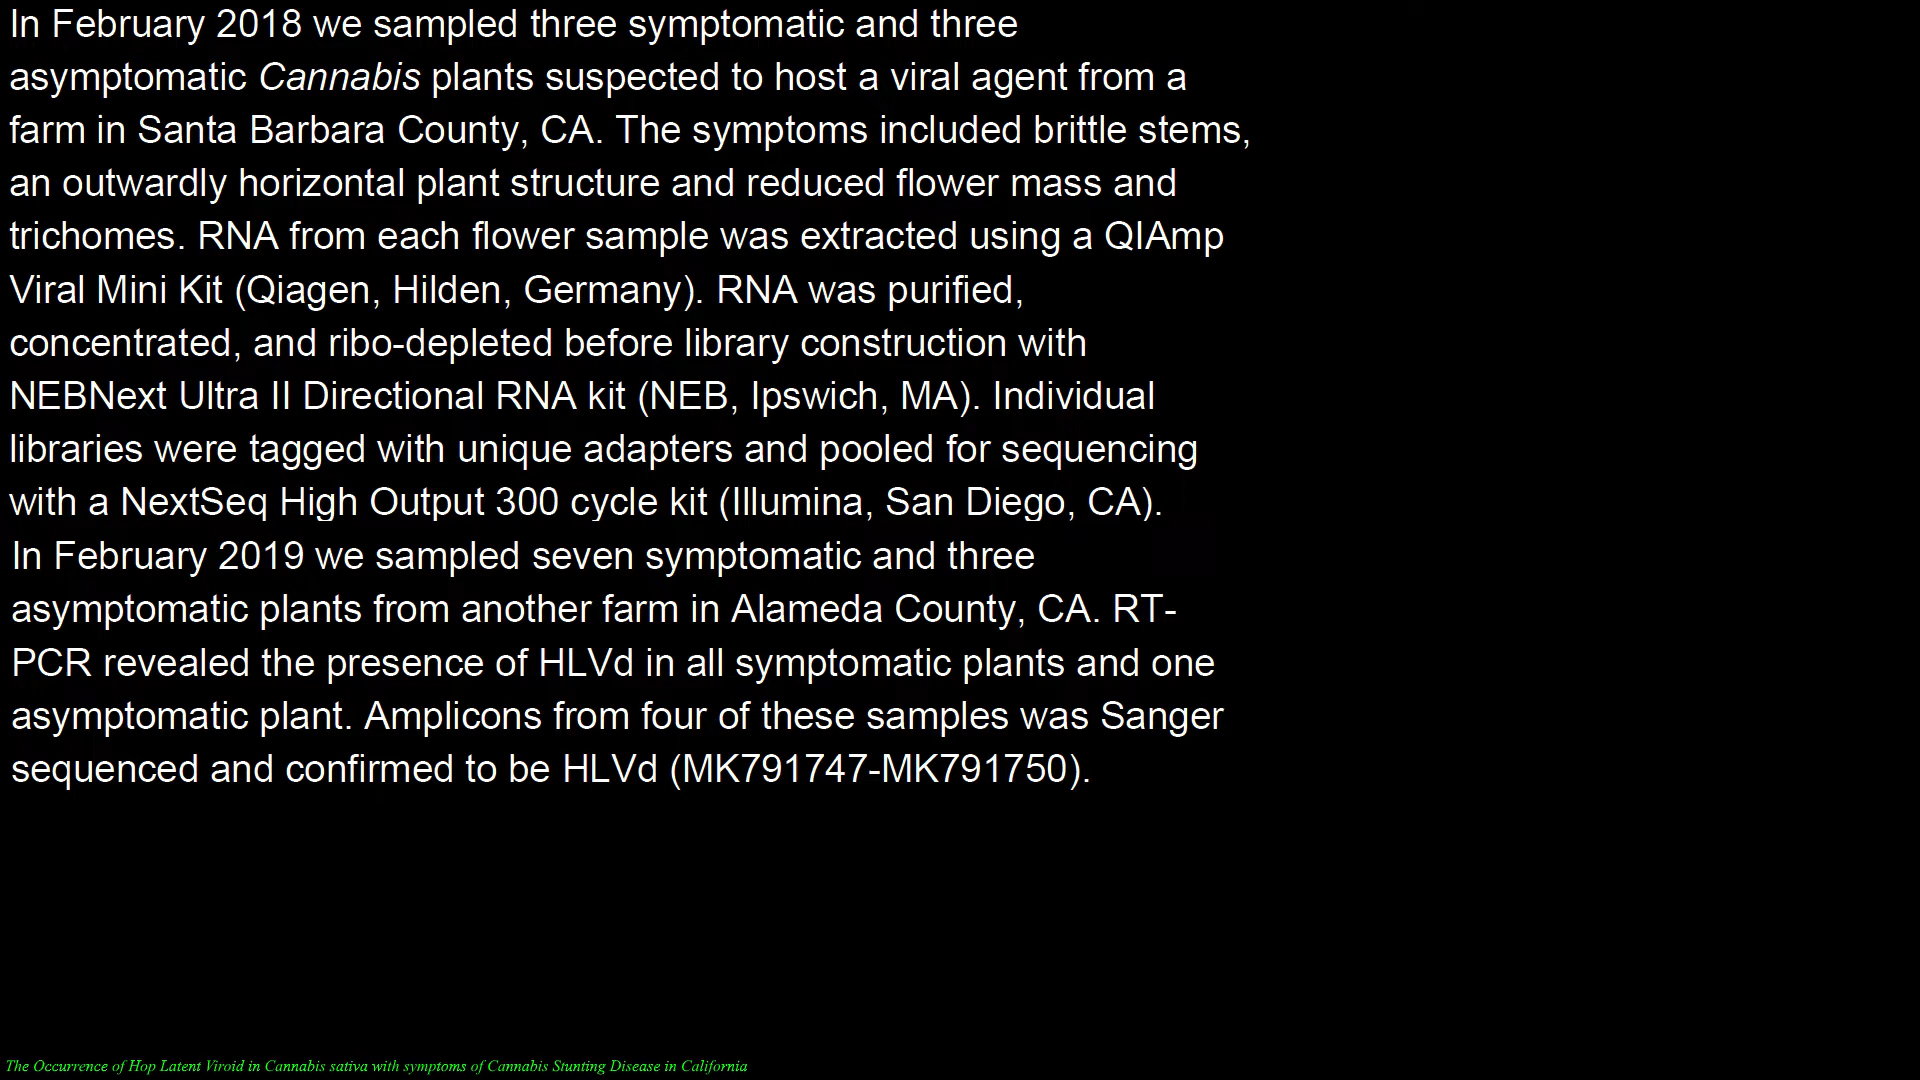 In February 2018 we sampled three symptomatic and three
asymptomatic Cannabis plants suspected to host a viral agent from a
farm in Santa Barbara County, CA. The symptoms included brittle stems,
an outwardly horizontal plant structure and reduced flower mass and
trichomes. RNA from each flower sample was extracted using a QIAmp
Viral Mini Kit (Qiagen, Hilden, Germany). RNA was purified,
concentrated, and ribo-depleted before library construction with
NEBNext Ultra II Directional RNA kit (NEB, Ipswich, MA). Individual
libraries were tagged with unique adapters and pooled for sequencing
with a NextSeq High Output 300 cycle kit (Illumina, San Diego, CA).
In February 2019 we sampled seven symptomatic and three
asymptomatic plants from another farm in Alameda County, CA. RT-
PCR revealed the presence of HLVd in all symptomatic plants and one
asymptomatic plant. Amplicons from four of these samples was Sanger
sequenced and confirmed to be HLVd (MK791747-MK791750).
The Occurrence of Hop Latent Viroid in Cannabis sativa with symptoms of Cannabis Stunting Disease in California